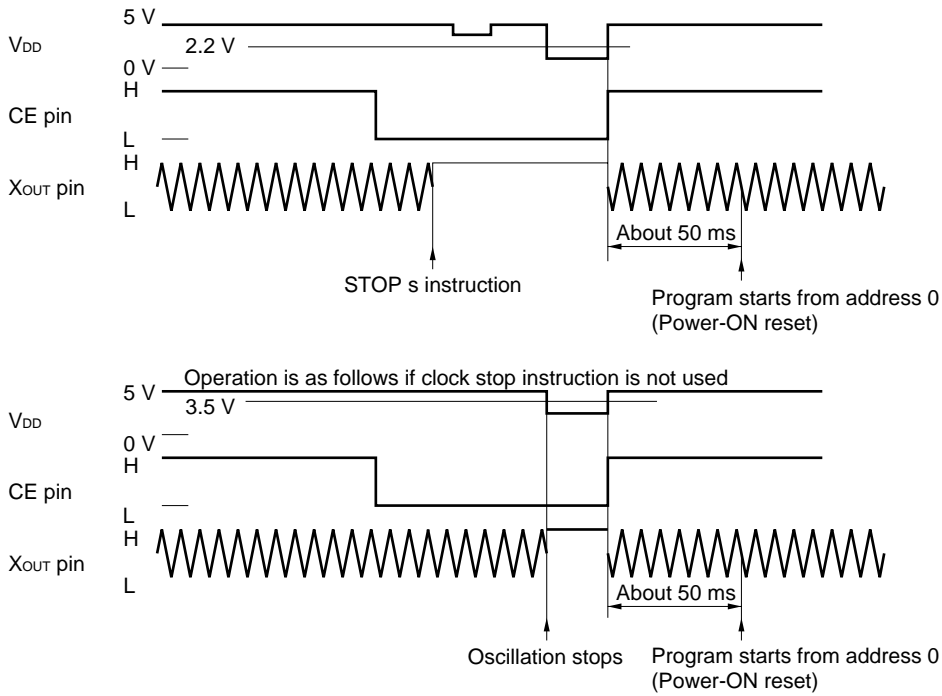 5 V
VDD
2.2 V
0 V
H
CE pin
L
H
XOUT pin
L
About 50 ms
STOP s instruction
Program starts from address 0
(Power-ON reset)
Operation is as follows if clock stop instruction is not used
5 V
3.5 V
VDD
0 V
H
CE pin
L
H
XOUT pin
L
About 50 ms
Oscillation stops
Program starts from address 0
(Power-ON reset)